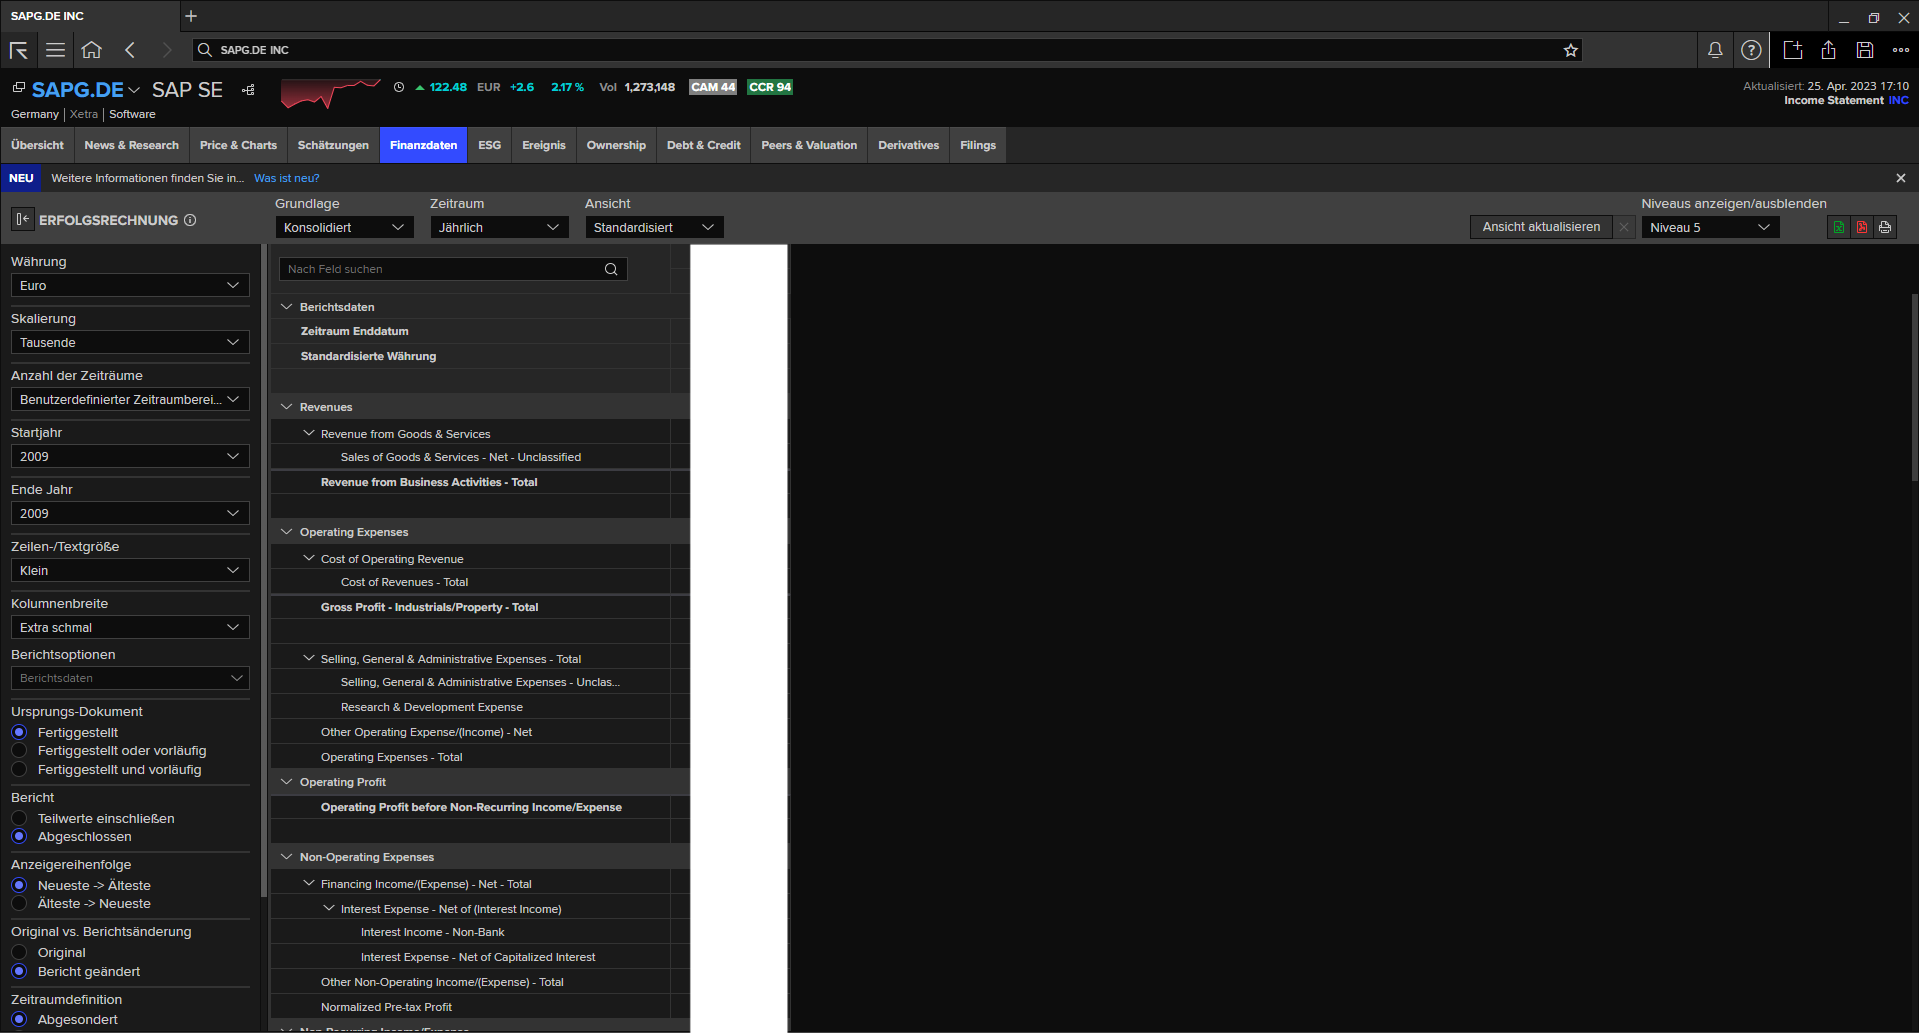 SAPG.DE INC
SAPG.DE INC
SAPG.DE SAP SE 122.48 EUR +2.6 2.17 % Vol 1,273,148 CAM 44 CCR 94
Aktualisiert: 25. Apr. 2023 17:10
Income Statement INC
Germany | Xetra | Software
Übersicht News & Research Price & Charts Schätzungen Finanzdaten ESG Ereignis Ownership Debt & Credit Peers & Valuation Derivatives Filings
NEU Weitere Informationen finden Sie in... Was ist neu?
ERFOLGSRECHNUNG
Grundlage Zeitraum Ansicht Niveaus anzeigen/ausblenden
Konsolidiert Jährlich Standardisiert Ansicht aktualisieren Niveau 5
Währung
Euro
Skalierung
Tausende
Anzahl der Zeiträume
Benutzerdefinierter Zeitraumberei...
Startjahr
2009
Ende Jahr
2009
Zeilen-/Textgröße
Klein
Kolumnenbreite
Extra schmal
Berichtsoptionen
Berichtsdaten
Ursprungs-Dokument
Fertiggestellt
Fertiggestellt oder vorläufig
Fertiggestellt und vorläufig
Bericht
Teilwerte einschließen
Abgeschlossen
Anzeigereihenfolge
Neueste -> Älteste
Älteste -> Neueste
Original vs. Berichtsänderung
Original
Bericht geändert
Zeitraumdefinition
Abgesondert
Nach Feld suchen
Berichtsdaten
Zeitraum Enddatum
Standardisierte Währung
Revenues
Revenue from Goods & Services
Sales of Goods & Services - Net - Unclassified
Revenue from Business Activities - Total
Operating Expenses
Cost of Operating Revenue
Cost of Revenues - Total
Gross Profit - Industrials/Property - Total
Selling, General & Administrative Expenses - Total
Selling, General & Administrative Expenses - Unclas...
Research & Development Expense
Other Operating Expense/(Income) - Net
Operating Expenses - Total
Operating Profit
Operating Profit before Non-Recurring Income/Expense
Non-Operating Expenses
Financing Income/(Expense) - Net - Total
Interest Expense - Net of (Interest Income)
Interest Income - Non-Bank
Interest Expense - Net of Capitalized Interest
Other Non-Operating Income/(Expense) - Total
Normalized Pre-tax Profit
Non-Recurring Income/Expense